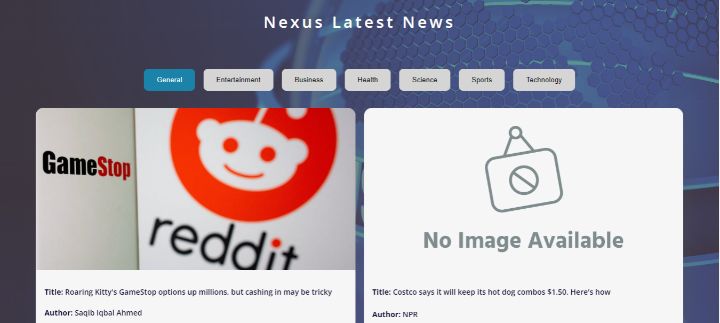 Nexus Latest News
General Entertainment Business Health Science Sports Technology
GameStop
reddit
No Image Available
Title: Roaring Kitty's GameStop options up millions, but cashing in may be tricky
Author: Saqib Iqbal Ahmed
Title: Costco says it will keep its hot dog combos $1.50. Here's how
Author: NPR